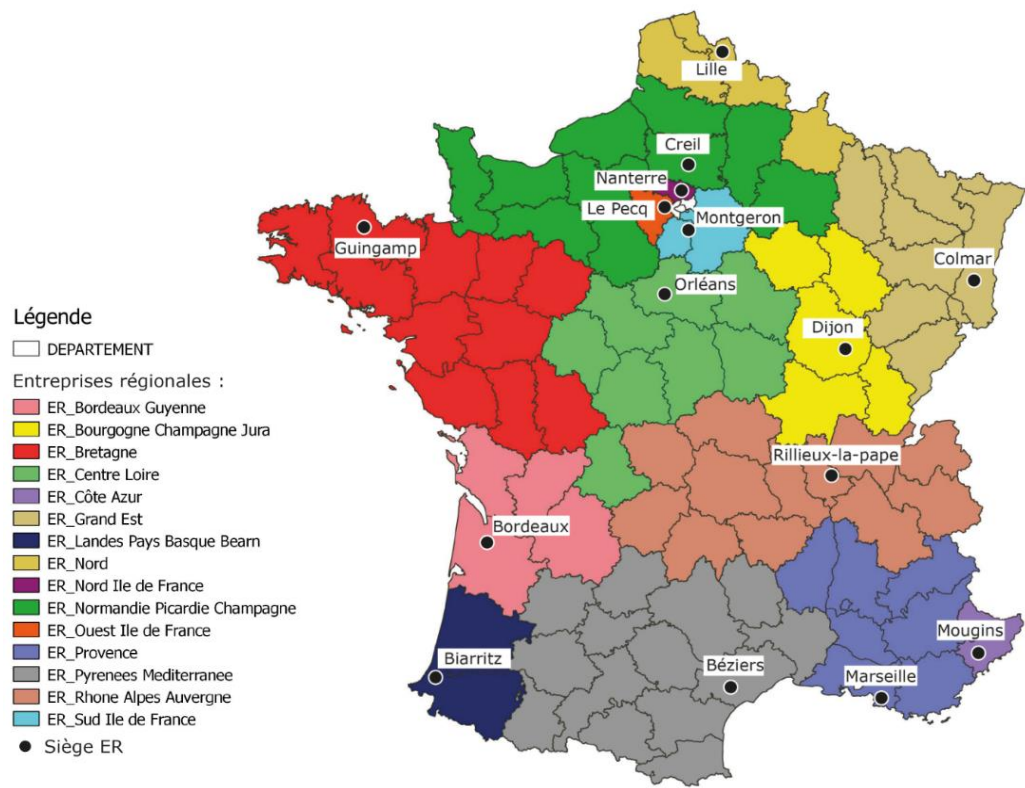 Lille
Creil
Nanterre
Le Pecq
Montgeron
Guingamp
Colmar
Orléans
Dijon
Rillieux-la-pape
Bordeaux
Mougins
Biarritz
Béziers
Marseille
Légende
DEPARTEMENT
Entreprises régionales :
ER_Bordeaux Guyenne
ER_Bourgogne Champagne Jura
ER_Bretagne
ER_Centre Loire
ER_Côte Azur
ER_Grand Est
ER_Landes Pays Basque Bearn
ER_Nord
ER_Nord Ile de France
ER_Normandie Picardie Champagne
ER_Ouest Ile de France
ER_Provence
ER_Pyrenees Mediterranee
ER_Rhone Alpes Auvergne
ER_Sud Ile de France
Siège ER